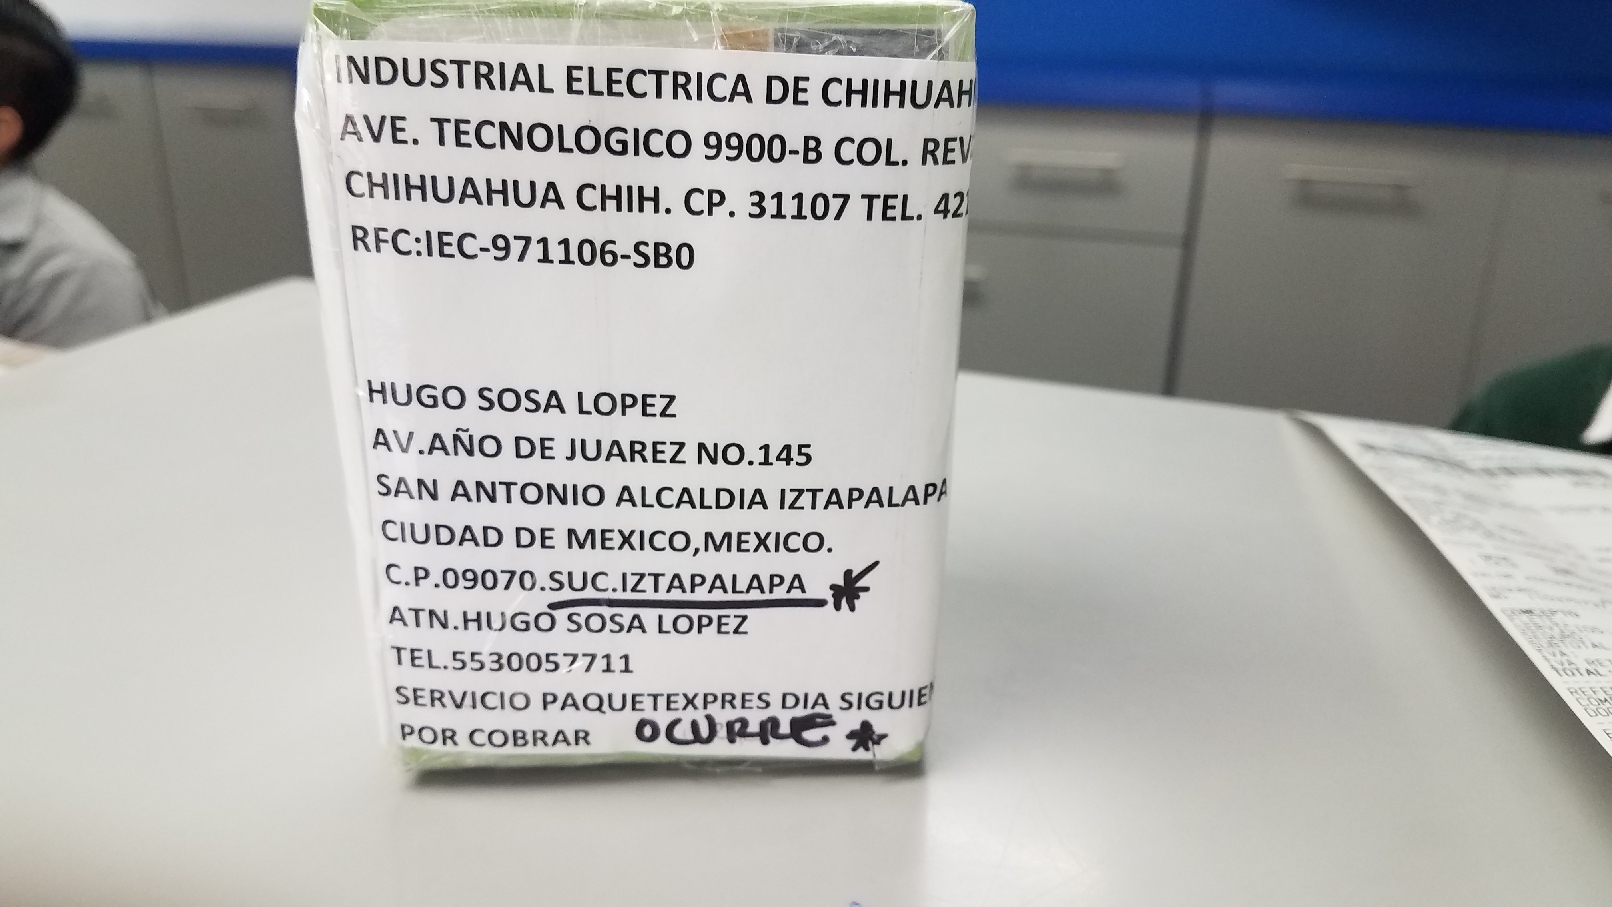 INDUSTRIAL ELECTRICA DE CHIHUAH
AVE. TECNOLOGICO 9900-B COL. REV
CHIHUAHUA CHIH. CP. 31107 TEL. 42
RFC:IEC-971106-SB0
HUGO SOSA LOPEZ
AV.AÑO DE JUAREZ NO.145
SAN ANTONIO ALCALDIA IZTAPALAPA
CIUDAD DE MEXICO,MEXICO.
C.P.09070.SUC.IZTAPALAPA *
ATN.HUGO SOSA LOPEZ
TEL.5530057711
SERVICIO PAQUETEXPRES DIA SIGUIEN
POR COBRAR OCURRE *